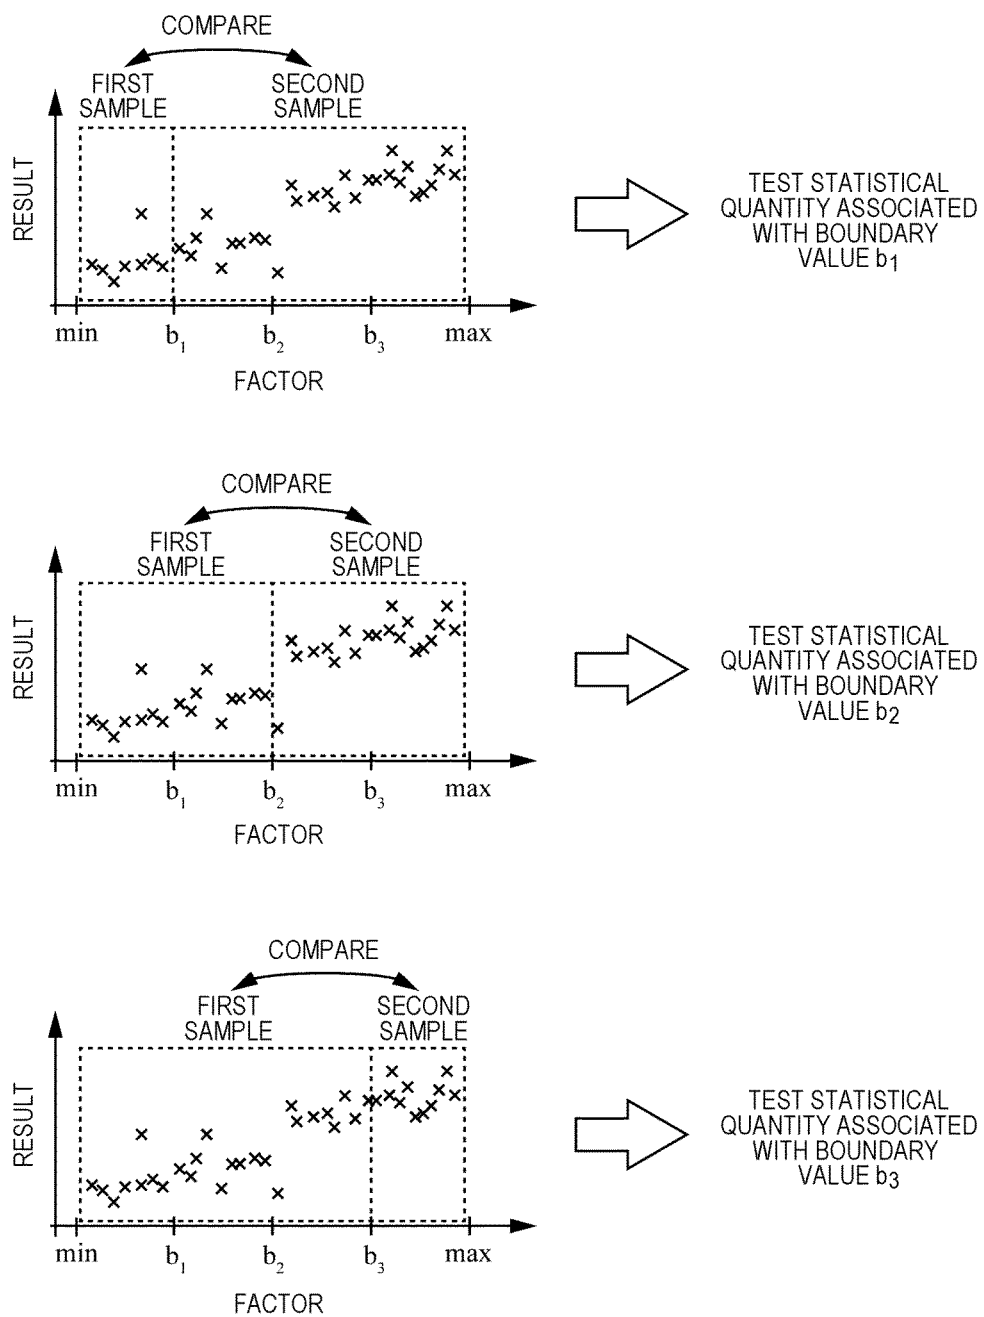 COMPARE
FIRST
SAMPLE
SECOND
SAMPLE
RESULT
min
b1
b2
b3
max
FACTOR
TEST STATISTICAL
QUANTITY ASSOCIATED
WITH BOUNDARY
VALUE b1
COMPARE
FIRST
SAMPLE
SECOND
SAMPLE
RESULT
min
b1
b2
b3
max
FACTOR
TEST STATISTICAL
QUANTITY ASSOCIATED
WITH BOUNDARY
VALUE b2
COMPARE
FIRST
SAMPLE
SECOND
SAMPLE
RESULT
min
b1
b2
b3
max
FACTOR
TEST STATISTICAL
QUANTITY ASSOCIATED
WITH BOUNDARY
VALUE b3